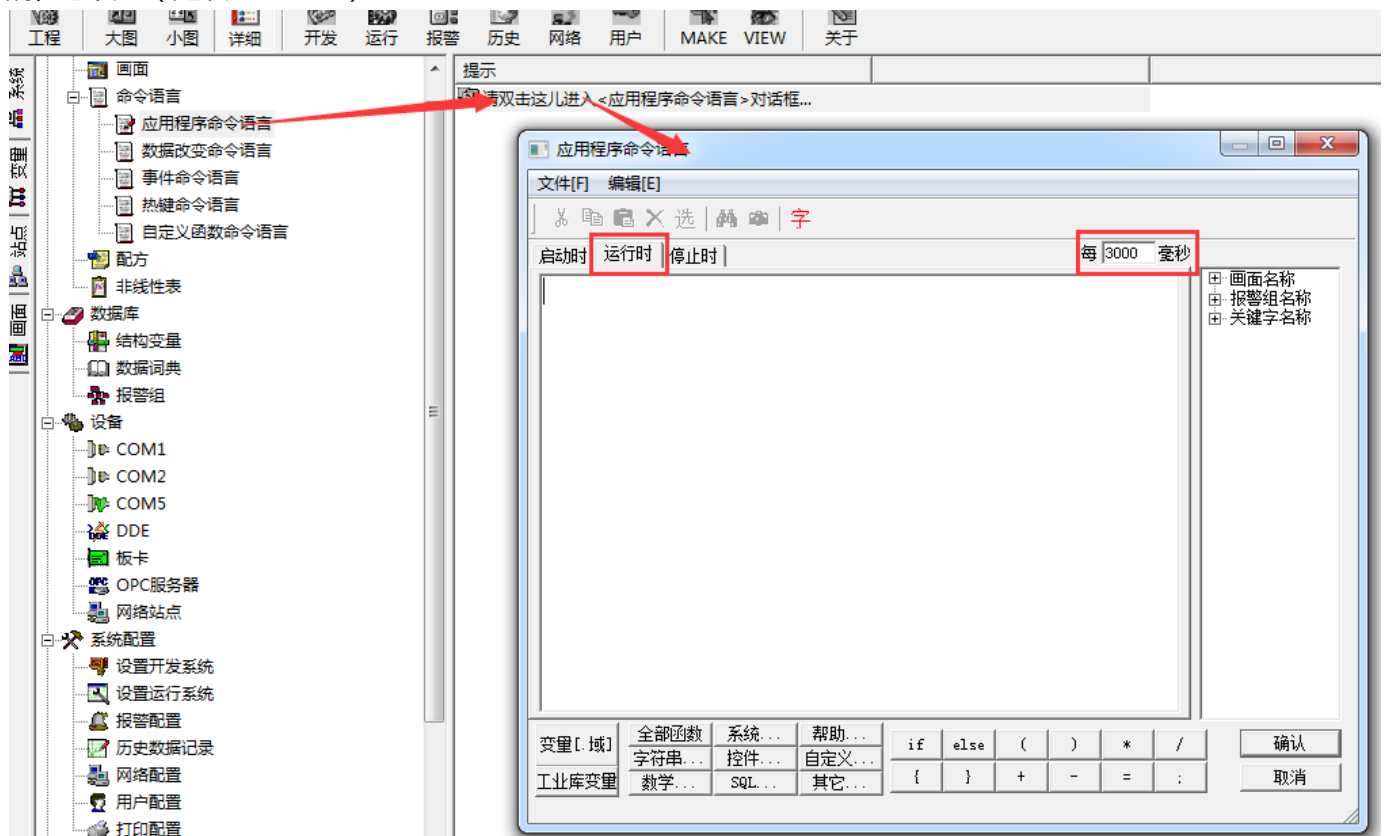 工程 大图 小图 详细 开发 运行 报警 历史 网络 用户 MAKE VIEW 关于
系统
变量
站点
画面
画面
命令语言
应用程序命令语言
数据改变命令语言
事件命令语言
热键命令语言
自定义函数命令语言
配方
非线性表
数据库
结构变量
数据词典
报警组
设备
COM1
COM2
COM5
DDE
板卡
OPC服务器
网络站点
系统配置
设置开发系统
设置运行系统
报警配置
历史数据记录
网络配置
用户配置
打印配置
提示
请双击这儿进入<应用程序命令语言>对话框...
应用程序命令语言
文件[F] 编辑[E]
选 字
启动时 运行时 停止时 每 3000 毫秒
画面名称
报警组名称
关键字名称
变量[.域] 全部函数 系统... 帮助... if else ( ) * / 确认
字符串... 控件... 自定义...
工业库变量 数学... SQL... 其它... { } + - = ; 取消